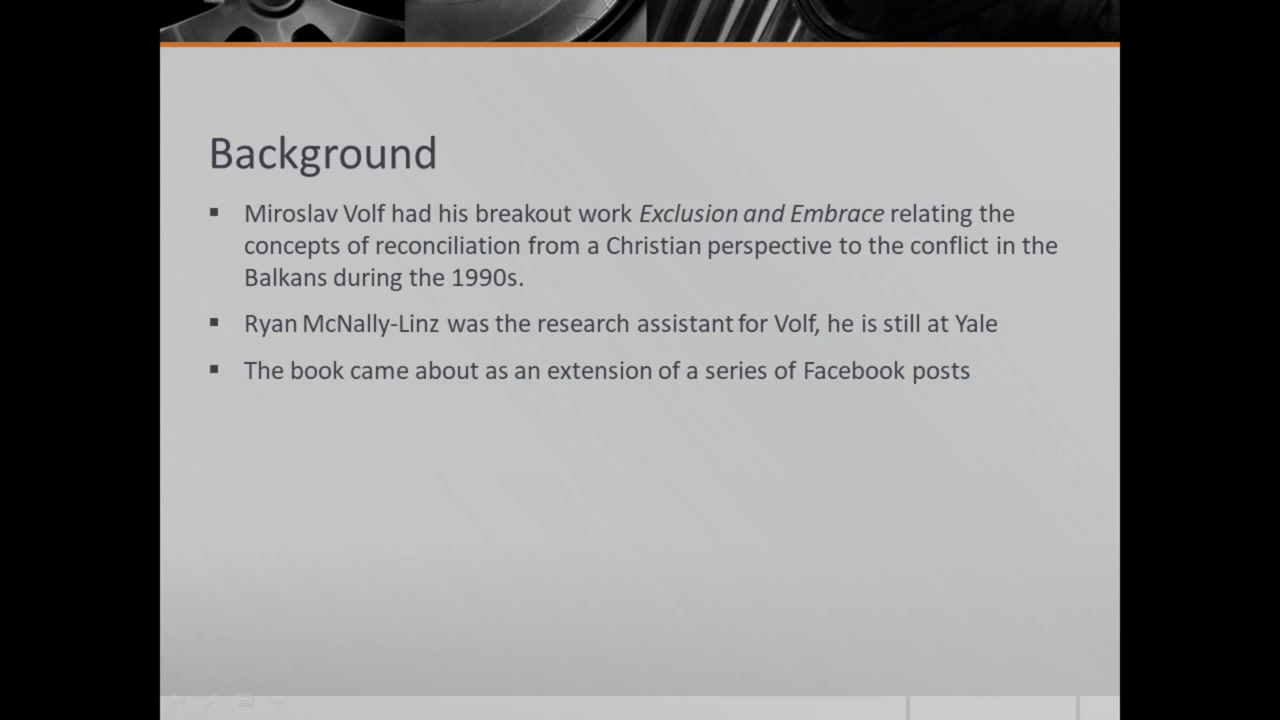 Background
▪ Miroslav Volf had his breakout work Exclusion and Embrace relating the
concepts of reconciliation from a Christian perspective to the conflict in the
Balkans during the 1990s.
▪ Ryan McNally-Linz was the research assistant for Volf, he is still at Yale
▪ The book came about as an extension of a series of Facebook posts